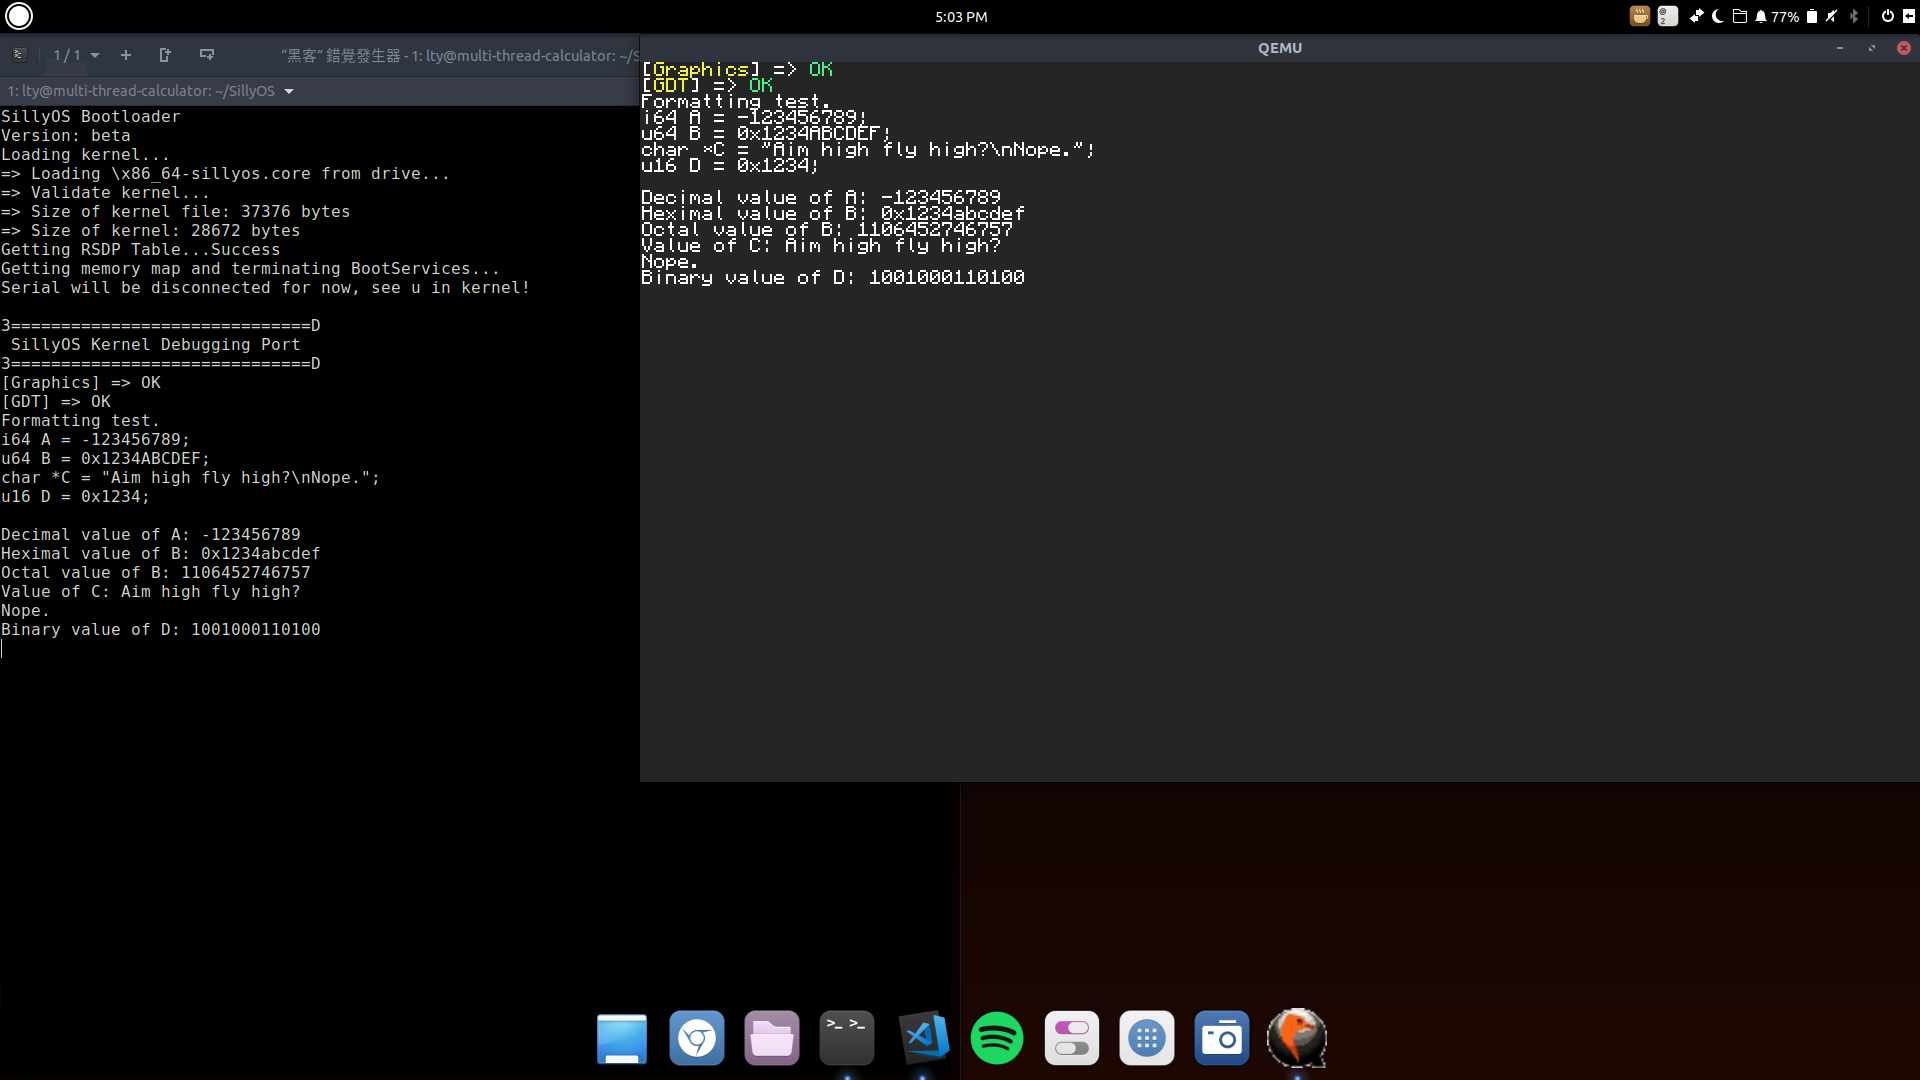 5:03 PM
@
2
77%
1 / 1
“黑客” 錯覺發生器 - 1: lty@multi-thread-calculator: ~/S
1: lty@multi-thread-calculator: ~/SillyOS
SillyOS Bootloader
Version: beta
Loading kernel...
=> Loading \x86_64-sillyos.core from drive...
=> Validate kernel...
=> Size of kernel file: 37376 bytes
=> Size of kernel: 28672 bytes
Getting RSDP Table...Success
Getting memory map and terminating BootServices...
Serial will be disconnected for now, see u in kernel!
3==============================D
SillyOS Kernel Debugging Port
3==============================D
[Graphics] => OK
[GDT] => OK
Formatting test.
i64 A = -123456789;
u64 B = 0x1234ABCDEF;
char *C = "Aim high fly high?\nNope.";
u16 D = 0x1234;
Decimal value of A: -123456789
Heximal value of B: 0x1234abcdef
Octal value of B: 1106452746757
Value of C: Aim high fly high?
Nope.
Binary value of D: 1001000110100
QEMU
[Graphics] => OK
[GDT] => OK
Formatting test.
i64 A = -123456789;
u64 B = 0x1234ABCDEF;
char *C = "Aim high fly high?\nNope.";
u16 D = 0x1234;
Decimal value of A: -123456789
Heximal value of B: 0x1234abcdef
Octal value of B: 1106452746757
Value of C: Aim high fly high?
Nope.
Binary value of D: 1001000110100
>_ >_